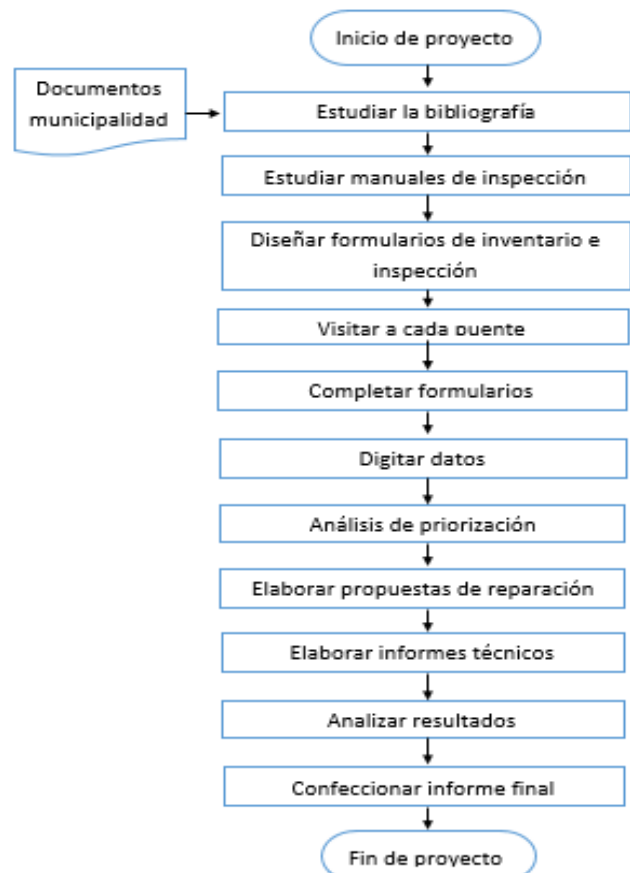 Inicio de proyecto
Documentos
municipalidad
Estudiar la bibliografía
Estudiar manuales de inspección
Diseñar formularios de inventario e
inspección
Visitar a cada puente
Completar formularios
Digitar datos
Análisis de priorización
Elaborar propuestas de reparación
Elaborar informes técnicos
Analizar resultados
Confeccionar informe final
Fin de proyecto